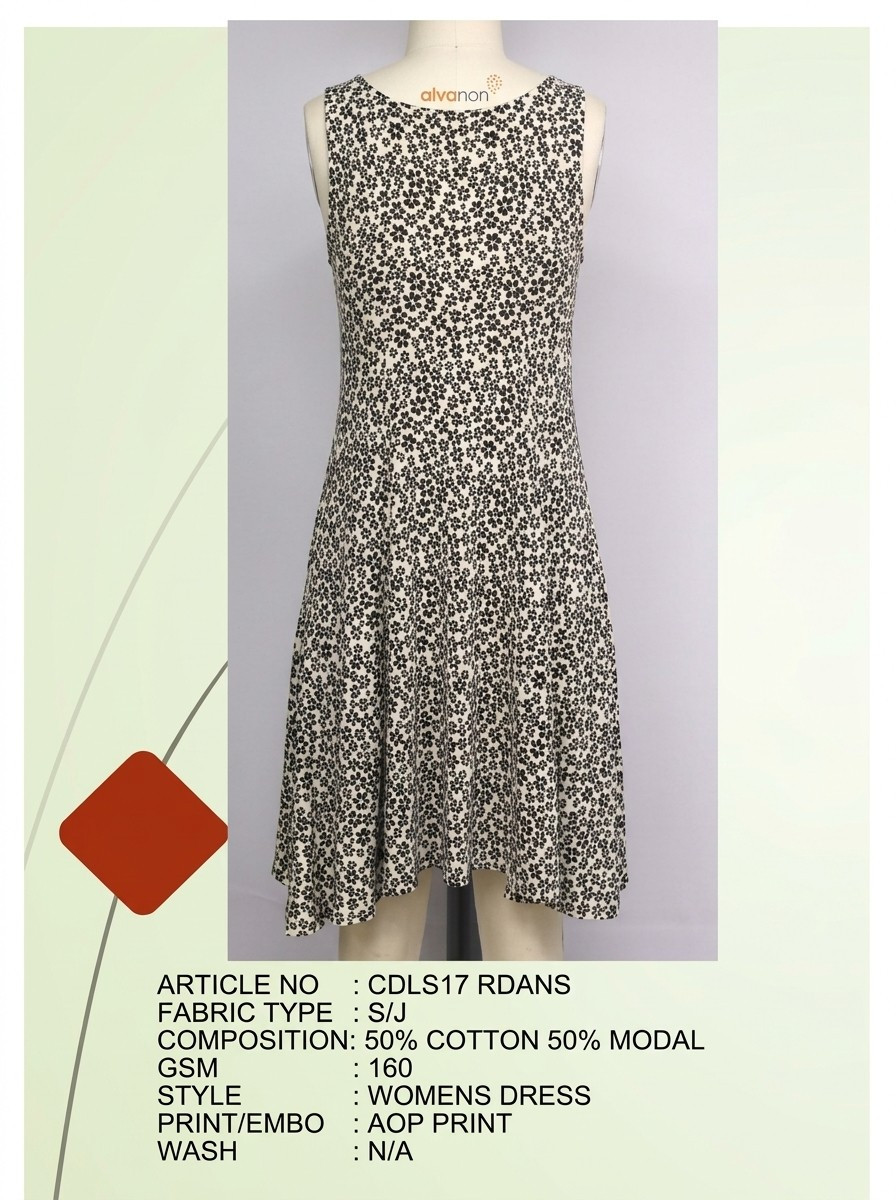 alvanon
ARTICLE NO : CDLS17 RDANS
FABRIC TYPE : S/J
COMPOSITION: 50% COTTON 50% MODAL
GSM : 160
STYLE : WOMENS DRESS
PRINT/EMBO : AOP PRINT
WASH : N/A